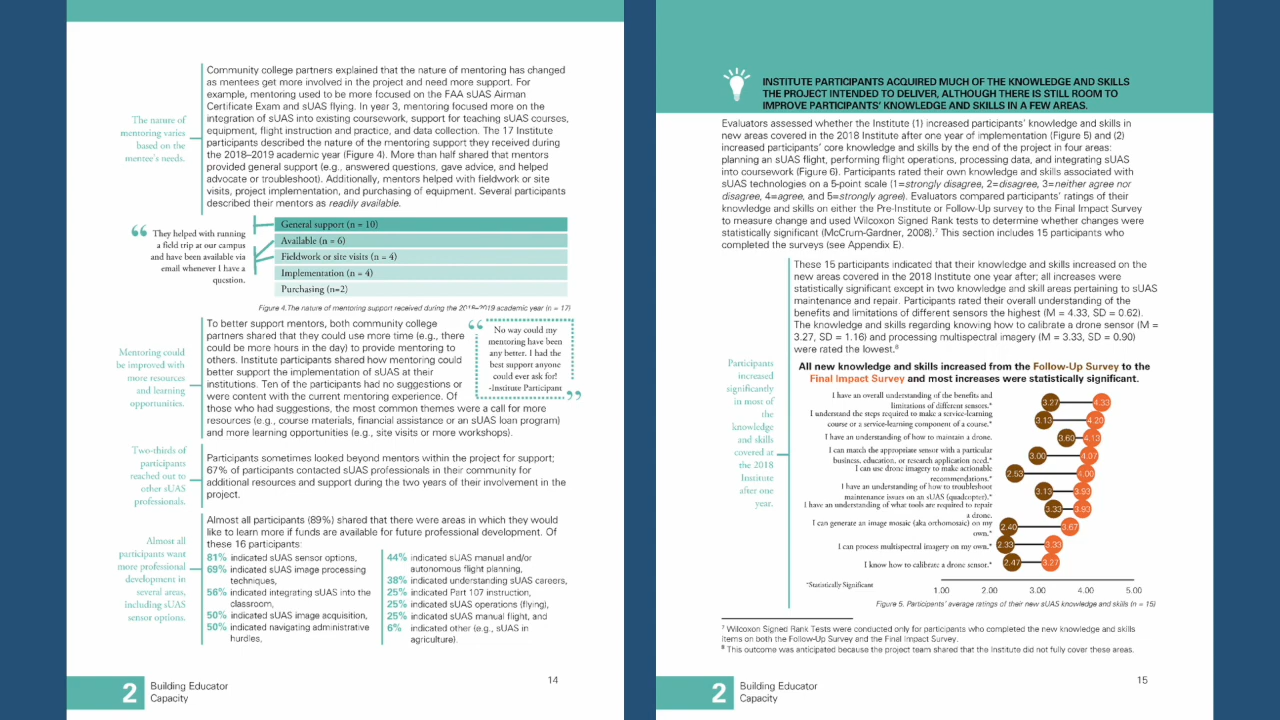 Community college partners explained that the nature of mentoring has changed
as mentees get more involved in the project and need more support. For
example, mentoring used to be more focused on the FAA sUAS Airman
Certificate Exam and sUAS flying. In year 3, mentoring focused more on the
integration of sUAS into existing coursework, support for teaching sUAS courses,
equipment, flight instruction and practice, and data collection. The 17 Institute
participants described the nature of the mentoring support they received during
the 2018–2019 academic year (Figure 4). More than half shared that mentors
provided general support (e.g., answered questions, gave advice, and helped
advocate or troubleshoot). Additionally, mentors helped with fieldwork or site
visits, project implementation, and purchasing of equipment. Several participants
described their mentors as readily available.
The nature of
mentoring varies
based on the
mentee's needs.
“ They helped with running
a field trip at our campus
and have been available via
email whenever I have a
question.
General support (n = 10)
Available (n = 6)
Fieldwork or site visits (n = 4)
Implementation (n = 4)
Purchasing (n=2)
Figure 4.The nature of mentoring support received during the 2018–2019 academic year (n = 17)
To better support mentors, both community college
partners shared that they could use more time (e.g., there
could be more hours in the day) to provide mentoring to
others. Institute participants shared how mentoring could
better support the implementation of sUAS at their
institutions. Ten of the participants had no suggestions or
were content with the current mentoring experience. Of
those who had suggestions, the most common themes were a call for more
resources (e.g., course materials, financial assistance or an sUAS loan program)
and more learning opportunities (e.g., site visits or more workshops).
“ No way could my
mentoring have been
any better. I had the
best support anyone
could ever ask for!
-Institute Participant ”
Mentoring could
be improved with
more resources
and learning
opportunities.
Two-thirds of
participants
reached out to
other sUAS
professionals.
Participants sometimes looked beyond mentors within the project for support;
67% of participants contacted sUAS professionals in their community for
additional resources and support during the two years of their involvement in the
project.
Almost all
participants want
more professional
development in
several areas,
including sUAS
sensor options.
Almost all participants (89%) shared that there were areas in which they would
like to learn more if funds are available for future professional development. Of
these 16 participants:
81% indicated sUAS sensor options,
69% indicated sUAS image processing
techniques,
56% indicated integrating sUAS into the
classroom,
50% indicated sUAS image acquisition,
50% indicated navigating administrative
hurdles,
44% indicated sUAS manual and/or
autonomous flight planning,
38% indicated understanding sUAS careers,
25% indicated Part 107 instruction,
25% indicated sUAS operations (flying),
25% indicated sUAS manual flight, and
6% indicated other (e.g., sUAS in
agriculture).
14
2 Building Educator
Capacity
INSTITUTE PARTICIPANTS ACQUIRED MUCH OF THE KNOWLEDGE AND SKILLS
THE PROJECT INTENDED TO DELIVER, ALTHOUGH THERE IS STILL ROOM TO
IMPROVE PARTICIPANTS' KNOWLEDGE AND SKILLS IN A FEW AREAS.
Evaluators assessed whether the Institute (1) increased participants' knowledge and skills in
new areas covered in the 2018 Institute after one year of implementation (Figure 5) and (2)
increased participants' core knowledge and skills by the end of the project in four areas:
planning an sUAS flight, performing flight operations, processing data, and integrating sUAS
into coursework (Figure 6). Participants rated their own knowledge and skills associated with
sUAS technologies on a 5-point scale (1=strongly disagree, 2=disagree, 3=neither agree nor
disagree, 4=agree, and 5=strongly agree). Evaluators compared participants' ratings of their
knowledge and skills on either the Pre-Institute or Follow-Up survey to the Final Impact Survey
to measure change and used Wilcoxon Signed Rank tests to determine whether changes were
statistically significant (McCrum-Gardner, 2008).7 This section includes 15 participants who
completed the surveys (see Appendix E).
These 15 participants indicated that their knowledge and skills increased on the
new areas covered in the 2018 Institute one year after; all increases were
statistically significant except in two knowledge and skill areas pertaining to sUAS
maintenance and repair. Participants rated their overall understanding of the
benefits and limitations of different sensors the highest (M = 4.33, SD = 0.62).
The knowledge and skills regarding knowing how to calibrate a drone sensor (M =
3.27, SD = 1.16) and processing multispectral imagery (M = 3.33, SD = 0.90)
were rated the lowest.8
Participants
increased
significantly
in most of
the
knowledge
and skills
covered at
the 2018
Institute
after one
year.
All new knowledge and skills increased from the Follow-Up Survey to the
Final Impact Survey and most increases were statistically significant.
I have an overall understanding of the benefits and
limitations of different sensors.* 3.27 4.33
I understand the steps required to make a service-learning
course or a service-learning component of a course.* 3.13 4.20
I have an understanding of how to maintain a drone. 3.60 4.13
I can match the appropriate sensor with a particular
business, education, or research application need.* 3.00 4.07
I can use drone imagery to make actionable
recommendations.* 2.53 4.00
I have an understanding of how to troubleshoot
maintenance issues on an sUAS (quadcopter).* 3.13 3.93
I have an understanding of what tools are required to repair
a drone. 3.33 3.93
I can generate an image mosaic (aka orthomosaic) on my
own.* 2.40 3.67
I can process multispectral imagery on my own.* 2.33 3.33
I know how to calibrate a drone sensor.* 2.47 3.27
*Statistically Significant
1.00 2.00 3.00 4.00 5.00
Figure 5. Participants' average ratings of their new sUAS knowledge and skills (n = 15)
7 Wilcoxon Signed Rank Tests were conducted only for participants who completed the new knowledge and skills
items on both the Follow-Up Survey and the Final Impact Survey.
8 This outcome was anticipated because the project team shared that the Institute did not fully cover these areas.
15
2 Building Educator
Capacity